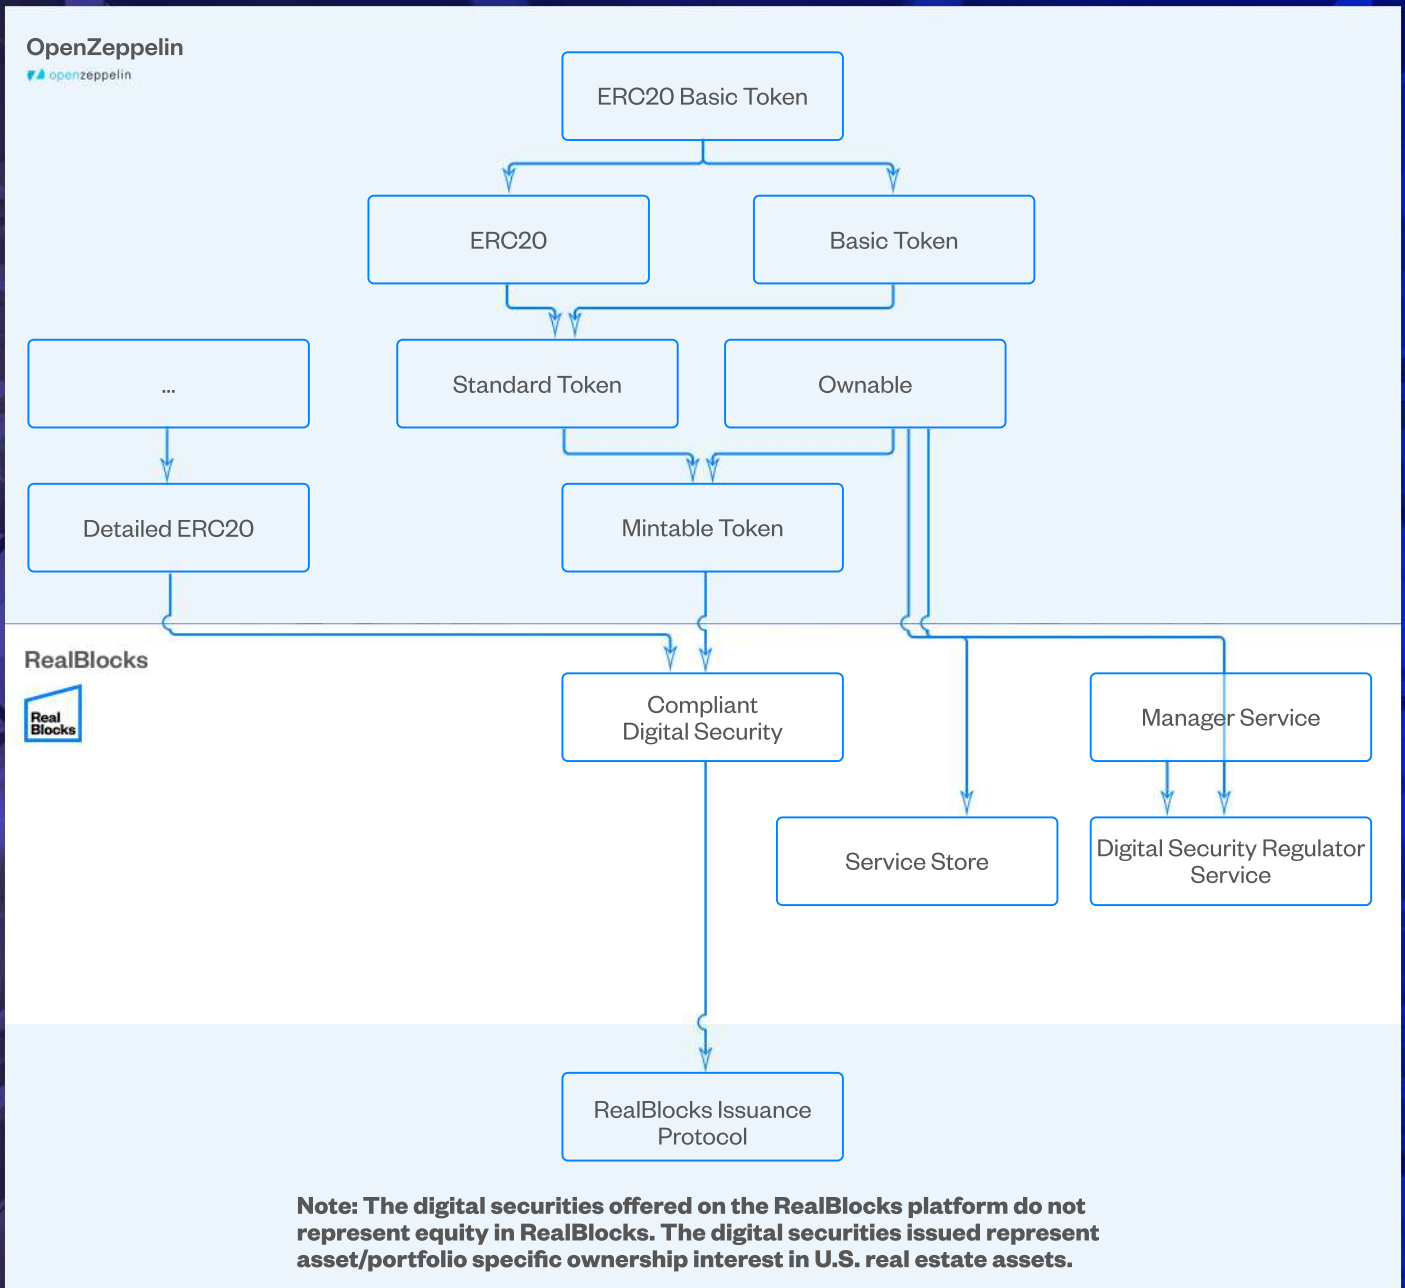 OpenZeppelin
openzeppelin
ERC20 Basic Token
ERC20
Basic Token
...
Standard Token
Ownable
Detailed ERC20
Mintable Token
RealBlocks
Real
Blocks
Compliant
Digital Security
Manager Service
Service Store
Digital Security Regulator
Service
RealBlocks Issuance
Protocol
Note: The digital securities offered on the RealBlocks platform do not
represent equity in RealBlocks. The digital securities issued represent
asset/portfolio specific ownership interest in U.S. real estate assets.